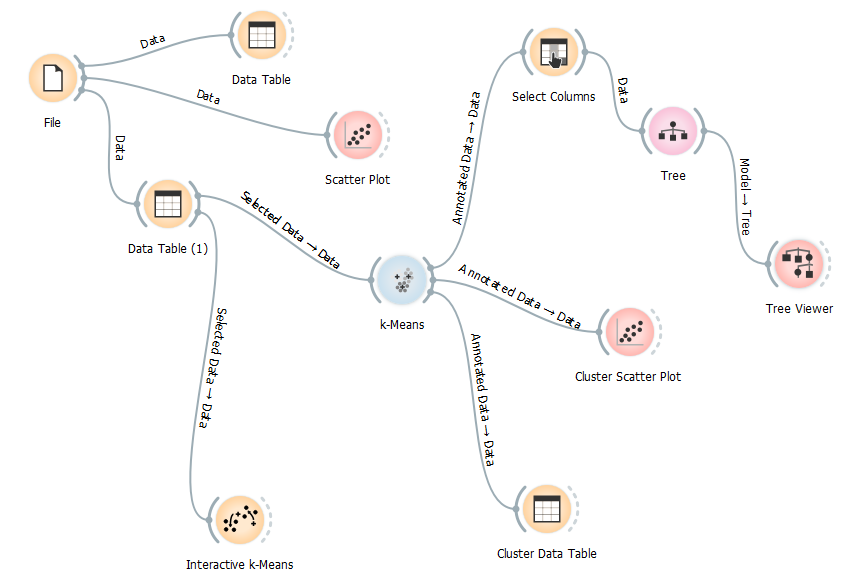 Data
Data Table
File
Data
Scatter Plot
Data
Data Table (1)
Selected Data → Data
Selected Data → Data
Interactive k-Means
k-Means
Annotated Data → Data
Select Columns
Data
Tree
Model → Tree
Tree Viewer
Annotated Data → Data
Cluster Scatter Plot
Annotated Data → Data
Cluster Data Table